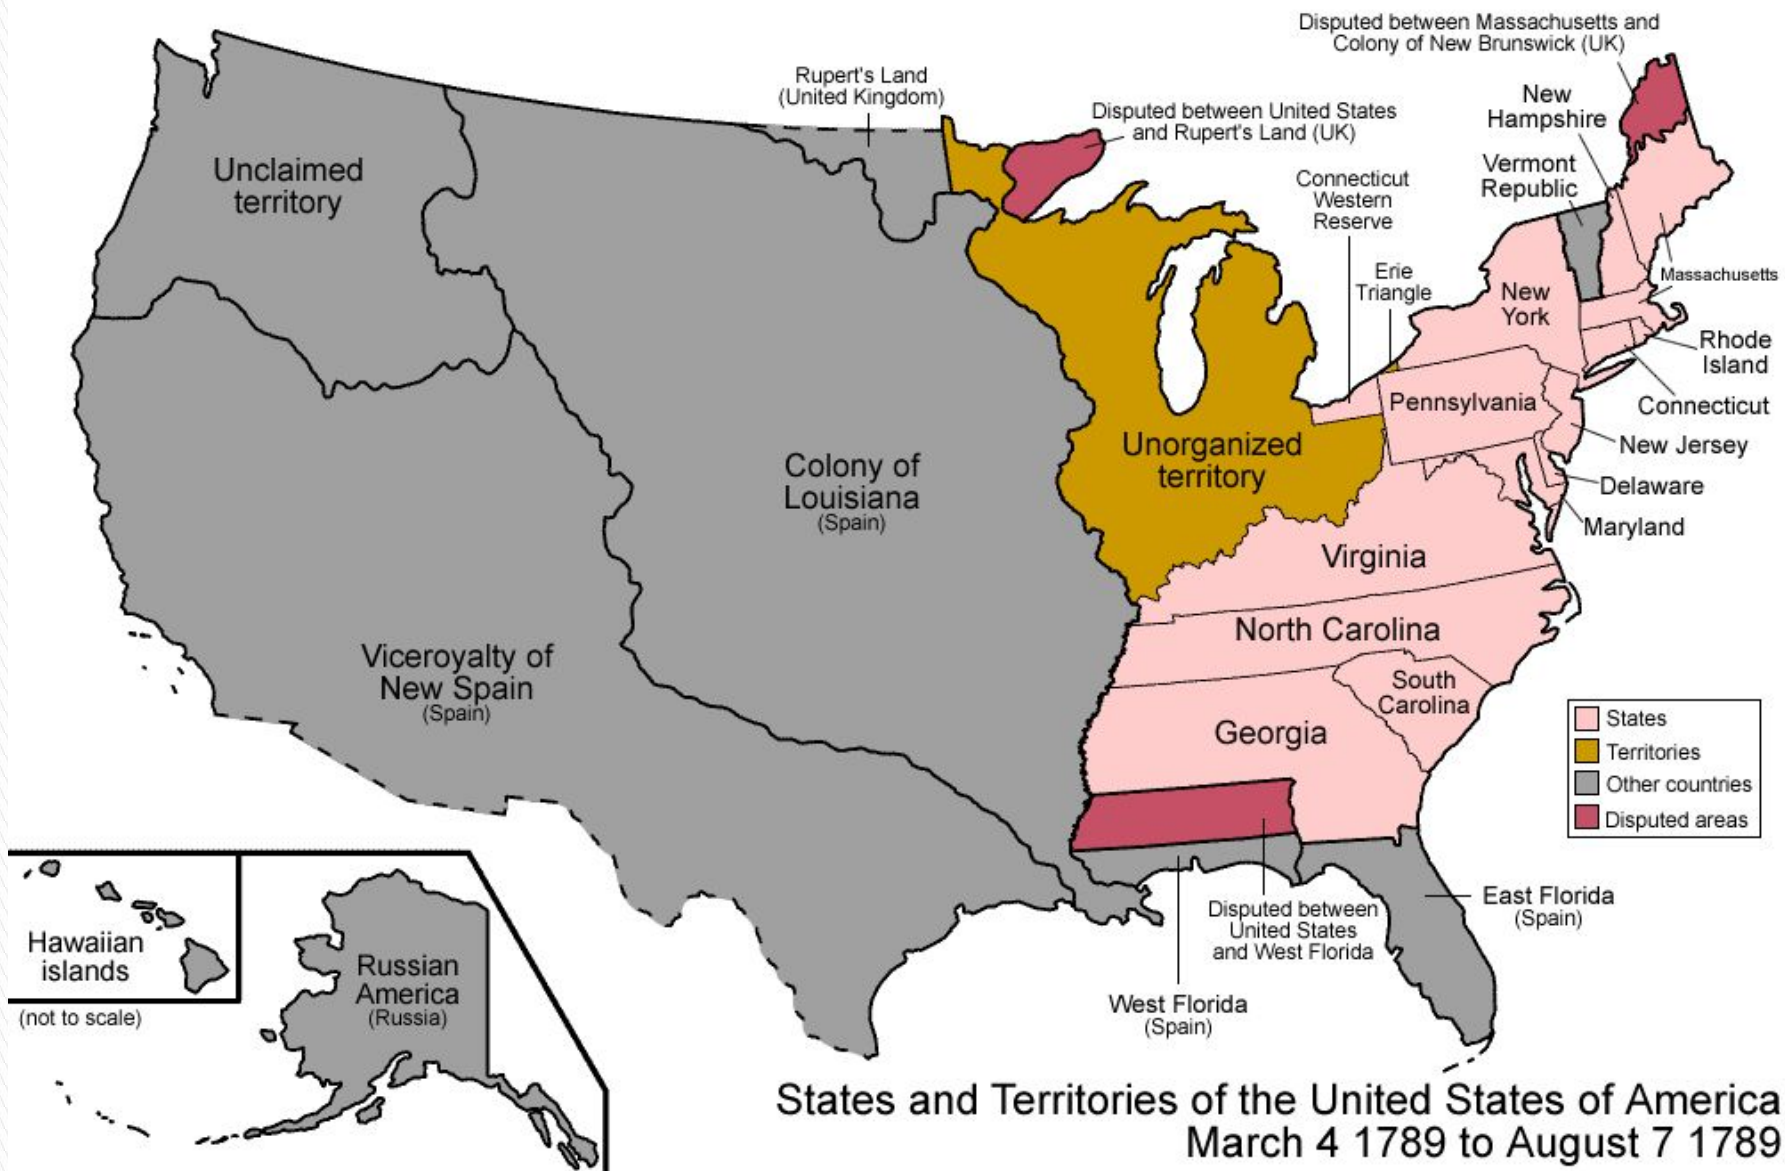 Disputed between Massachusetts and
Colony of New Brunswick (UK)
Rupert's Land
(United Kingdom)
Disputed between United States
and Rupert's Land (UK)
New
Hampshire
Vermont
Republic
Connecticut
Western
Reserve
Erie
Triangle
Unclaimed
territory
Massachusetts
New
York
Rhode
Island
Pennsylvania
Connecticut
New Jersey
Unorganized
territory
Colony of
Louisiana
(Spain)
Delaware
Maryland
Virginia
North Carolina
Viceroyalty of
New Spain
(Spain)
South
Carolina
Georgia
States
Territories
Other countries
Disputed areas
East Florida
(Spain)
Disputed between
United States
and West Florida
West Florida
(Spain)
Hawaiian
islands
(not to scale)
Russian
America
(Russia)
States and Territories of the United States of America
March 4 1789 to August 7 1789